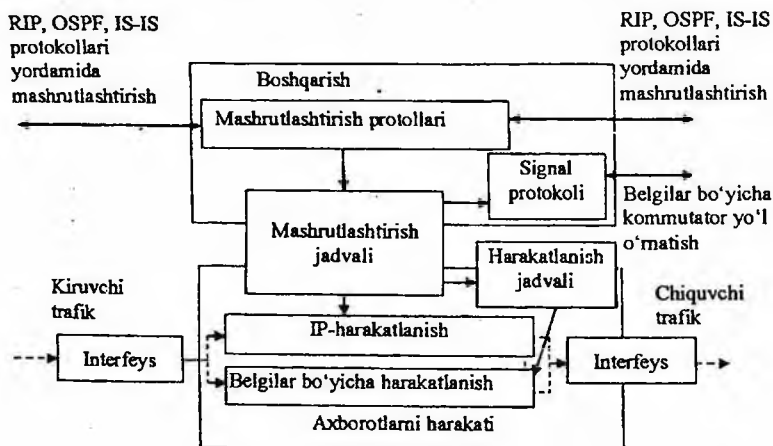 RIP, OSPF, IS-IS
protokollari
yordamida
mashrutlashtirish
RIP, OSPF, IS-IS
protokollari
yordamida
mashrutlashtirish
Boshqarish
Mashrutlashtirish protollari
Signal
protokoli
Belgilar bo‘yicha
kommutator yo‘l
o‘rnatish
Mashrutlashtirish
jadvali
Harakatlanish
jadvali
Kiruvchi
trafik
Chiquvchi
trafik
IP-harakatlanish
Interfeys
Interfeys
Belgilar bo‘yicha harakatlanish
Axborotlarni harakati